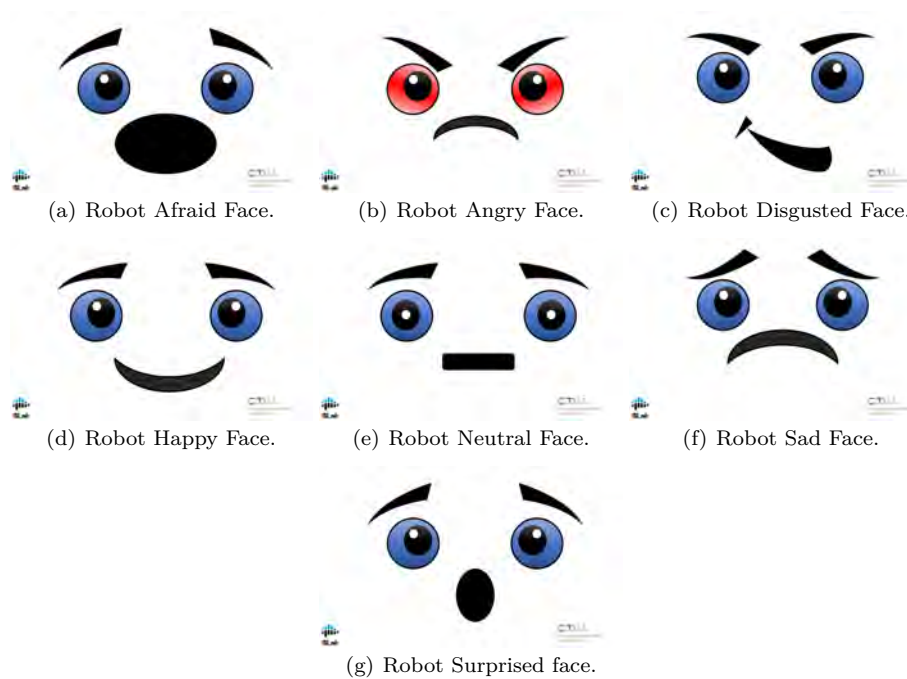 (a) Robot Afraid Face.
(b) Robot Angry Face.
(c) Robot Disgusted Face.
(d) Robot Happy Face.
(e) Robot Neutral Face.
(f) Robot Sad Face.
(g) Robot Surprised face.